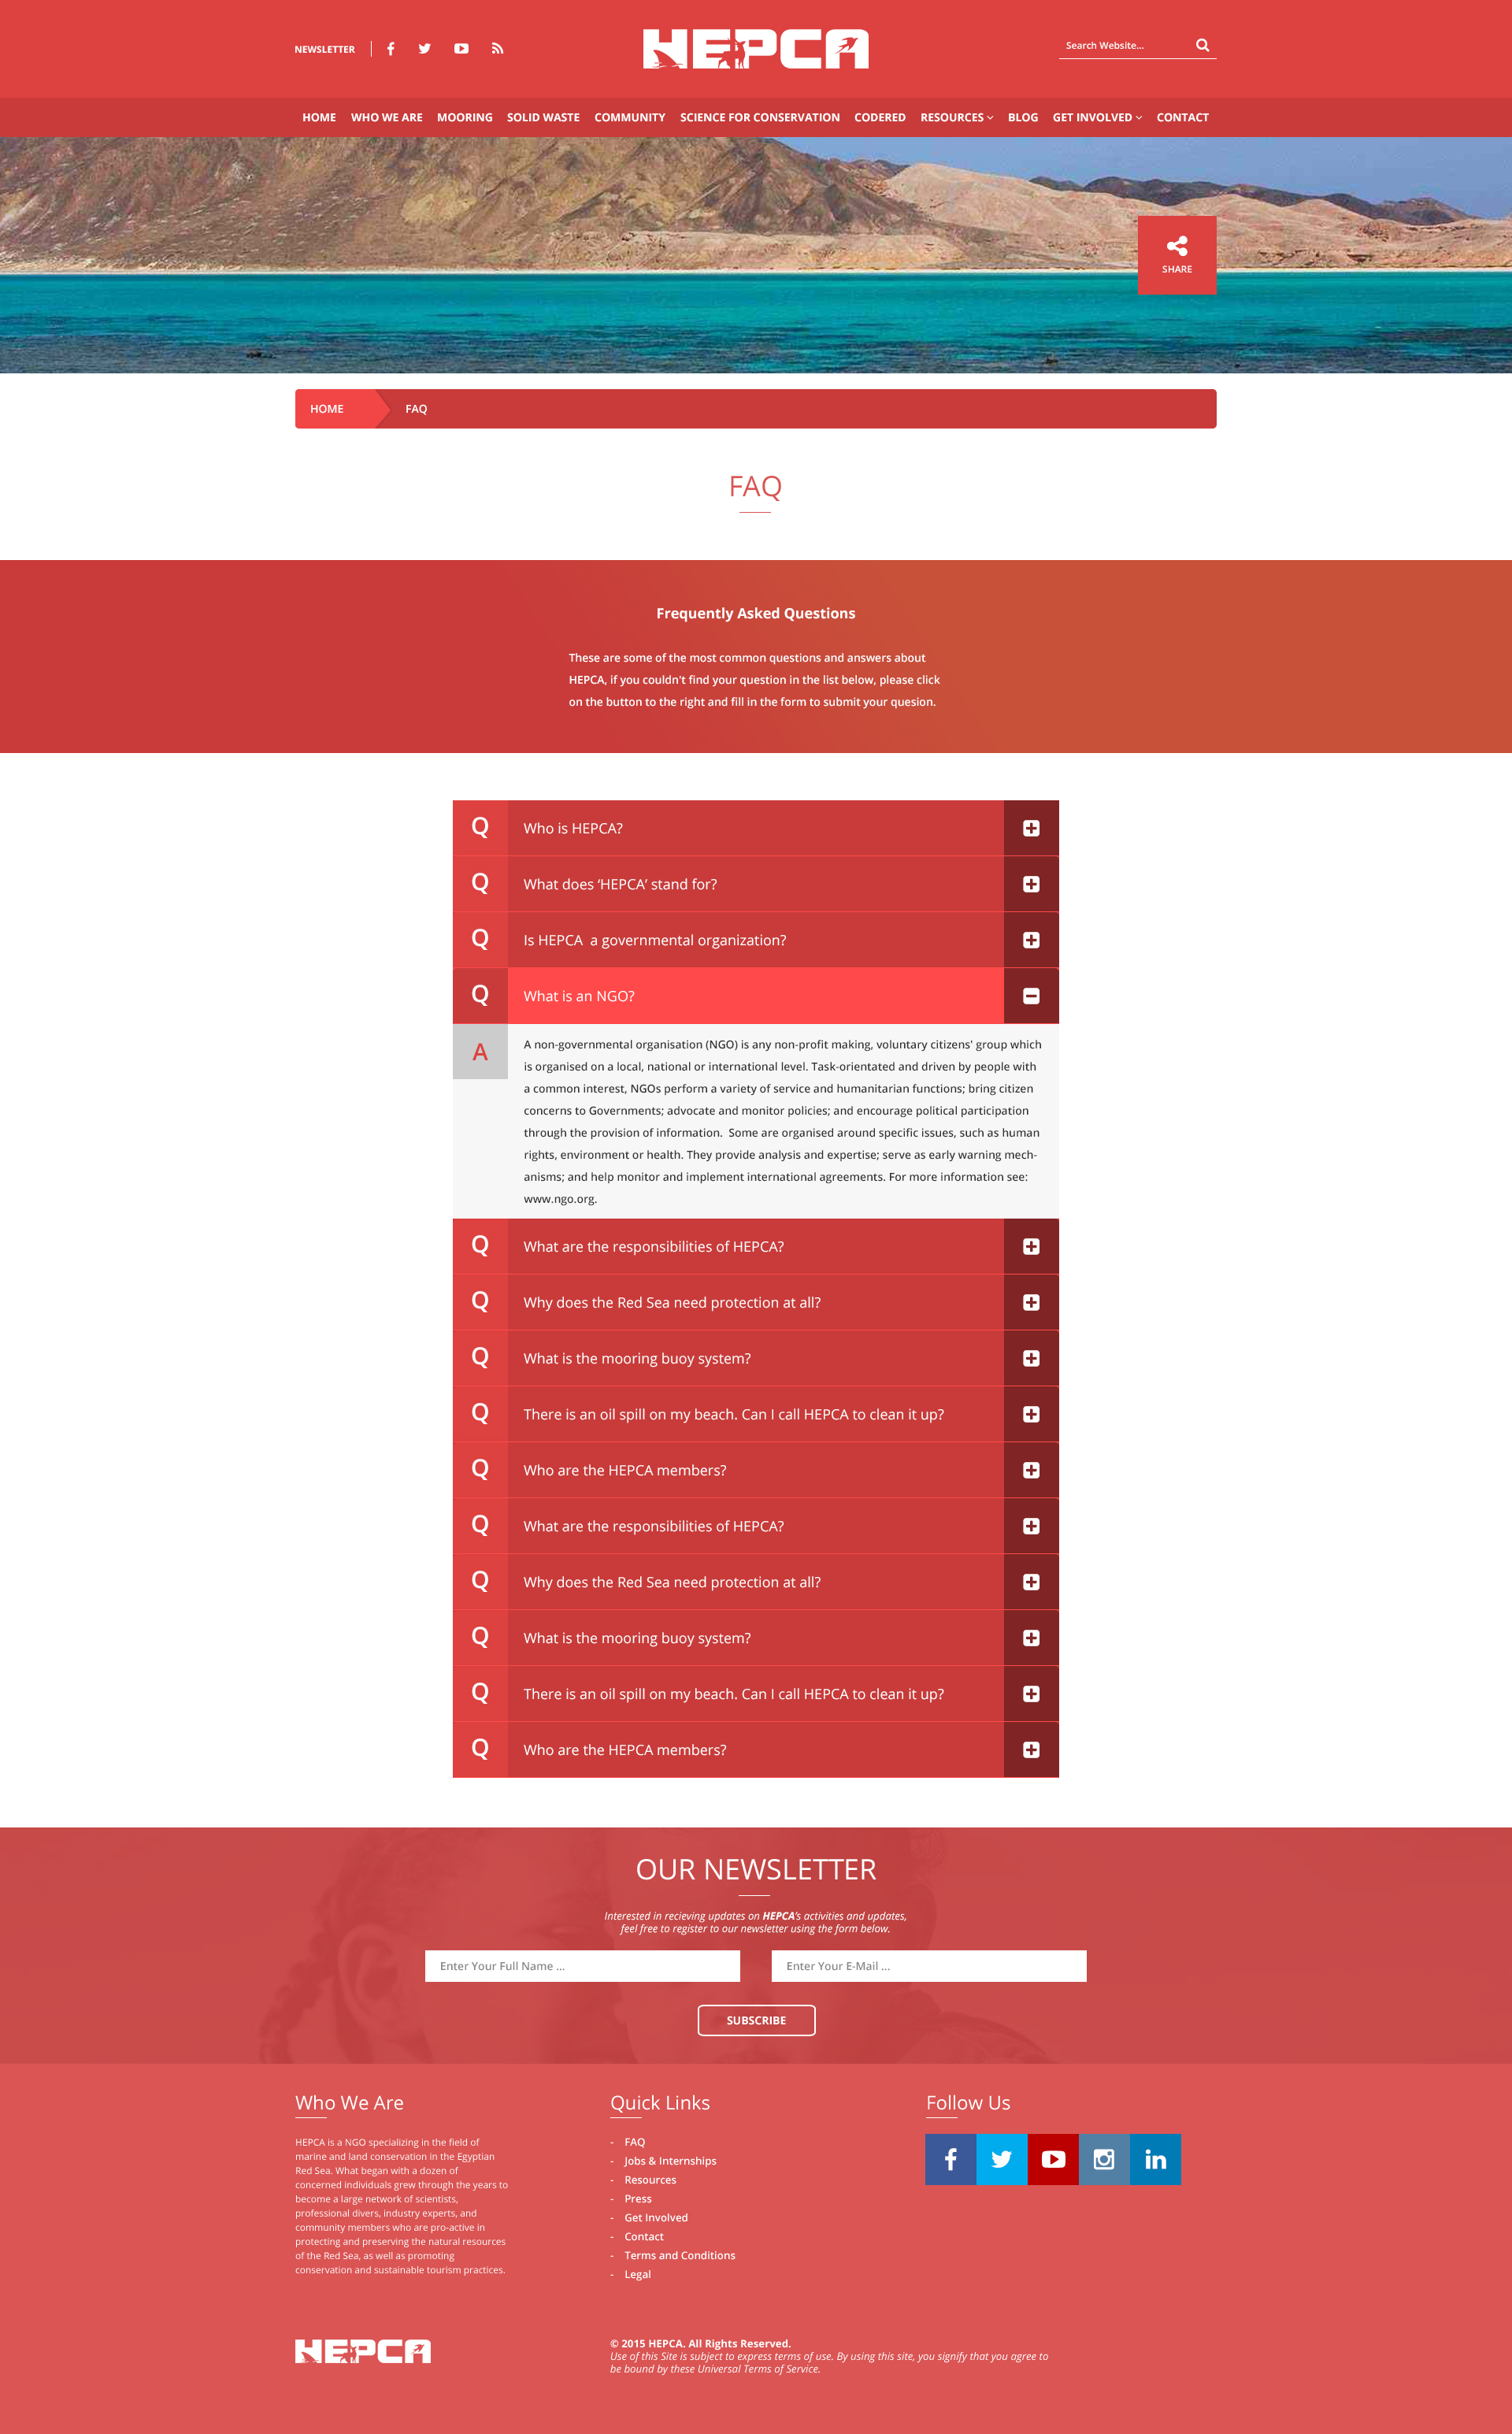 NEWSLETTER
HEPCA
Search Website...
HOME WHO WE ARE MOORING SOLID WASTE COMMUNITY SCIENCE FOR CONSERVATION CODERED RESOURCES BLOG GET INVOLVED CONTACT
SHARE
HOME FAQ
FAQ
Frequently Asked Questions
These are some of the most common questions and answers about
HEPCA, if you couldn't find your question in the list below, please click
on the button to the right and fill in the form to submit your quesion.
Q Who is HEPCA?
Q What does ‘HEPCA’ stand for?
Q Is HEPCA a governmental organization?
Q What is an NGO?
A A non-governmental organisation (NGO) is any non-profit making, voluntary citizens' group which
is organised on a local, national or international level. Task-orientated and driven by people with
a common interest, NGOs perform a variety of service and humanitarian functions; bring citizen
concerns to Governments; advocate and monitor policies; and encourage political participation
through the provision of information. Some are organised around specific issues, such as human
rights, environment or health. They provide analysis and expertise; serve as early warning mech-
anisms; and help monitor and implement international agreements. For more information see:
www.ngo.org.
Q What are the responsibilities of HEPCA?
Q Why does the Red Sea need protection at all?
Q What is the mooring buoy system?
Q There is an oil spill on my beach. Can I call HEPCA to clean it up?
Q Who are the HEPCA members?
Q What are the responsibilities of HEPCA?
Q Why does the Red Sea need protection at all?
Q What is the mooring buoy system?
Q There is an oil spill on my beach. Can I call HEPCA to clean it up?
Q Who are the HEPCA members?
OUR NEWSLETTER
Interested in recieving updates on HEPCA's activities and updates,
feel free to register to our newsletter using the form below.
Enter Your Full Name ... Enter Your E-Mail ...
SUBSCRIBE
Who We Are
HEPCA is a NGO specializing in the field of
marine and land conservation in the Egyptian
Red Sea. What began with a dozen of
concerned individuals grew through the years to
become a large network of scientists,
professional divers, industry experts, and
community members who are pro-active in
protecting and preserving the natural resources
of the Red Sea, as well as promoting
conservation and sustainable tourism practices.
Quick Links
- FAQ
- Jobs & Internships
- Resources
- Press
- Get Involved
- Contact
- Terms and Conditions
- Legal
Follow Us
HEPCA
© 2015 HEPCA. All Rights Reserved.
Use of this Site is subject to express terms of use. By using this site, you signify that you agree to
be bound by these Universal Terms of Service.